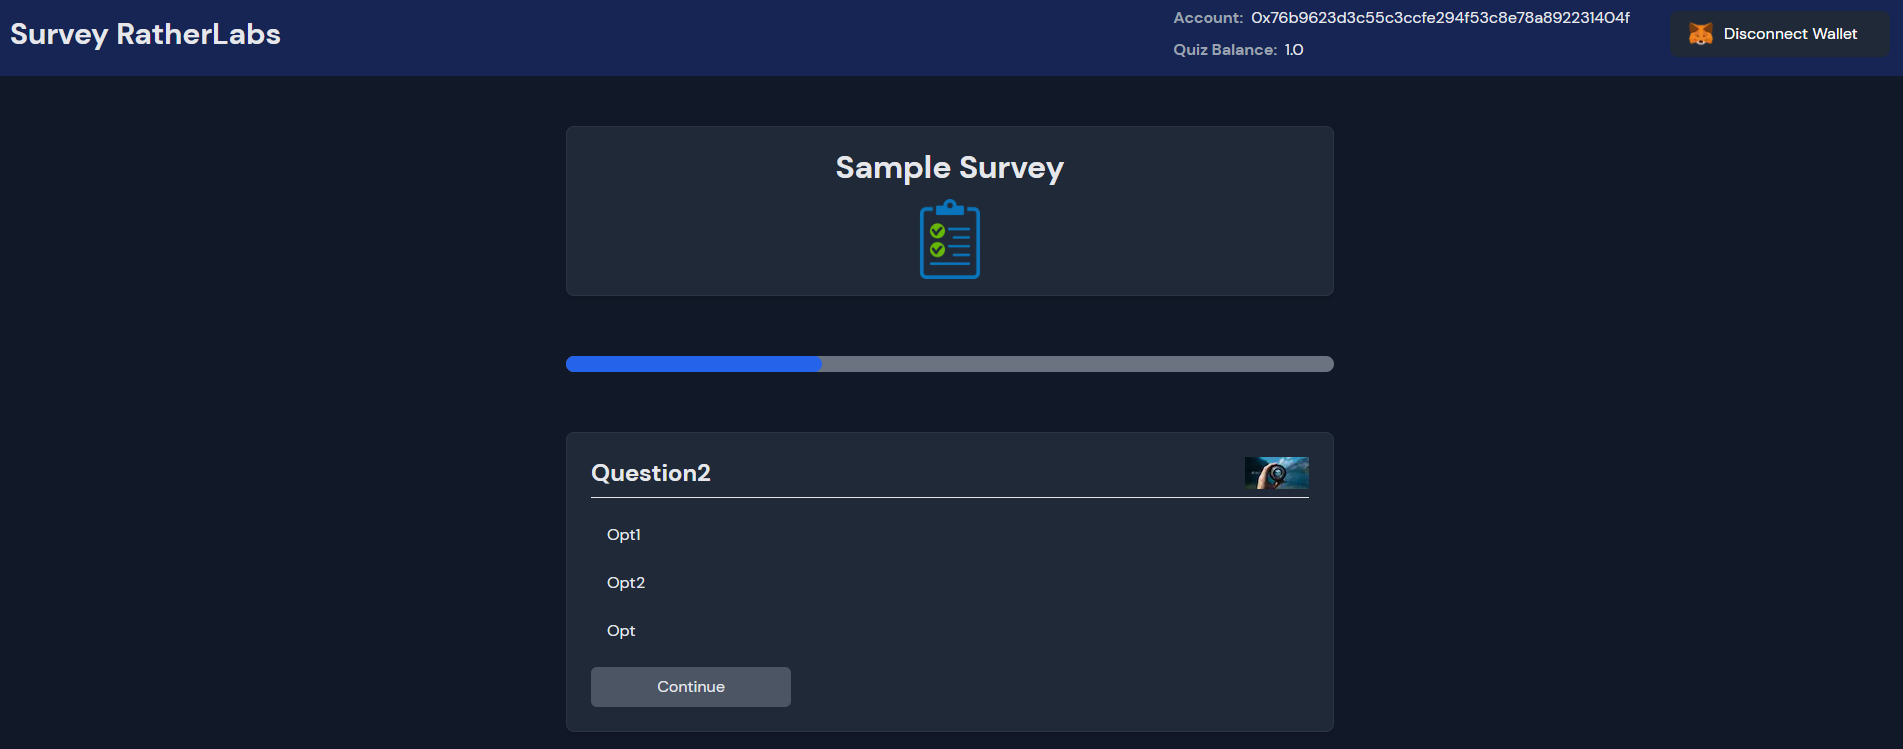 Survey RatherLabs
Account: 0x76b9623d3c55c3ccfe294f53c8e78a892231404f
Quiz Balance: 1.0
Disconnect Wallet
Sample Survey
Question2
Opt1
Opt2
Opt
Continue